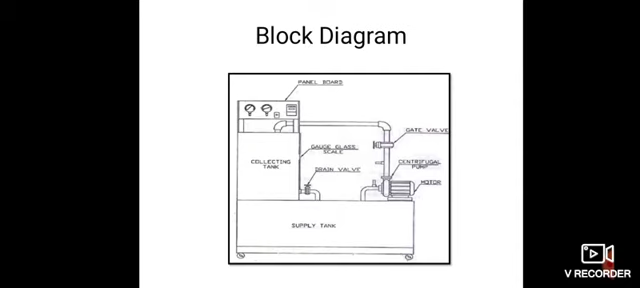 Block Diagram
PANEL BOARD
GATE VALVE
GAUGE GLASS
SCALE
COLLECTING
TANK
CENTRIFUGAL
PUMP
DRAIN VALVE
MOTOR
SUPPLY TANK
V RECORDER